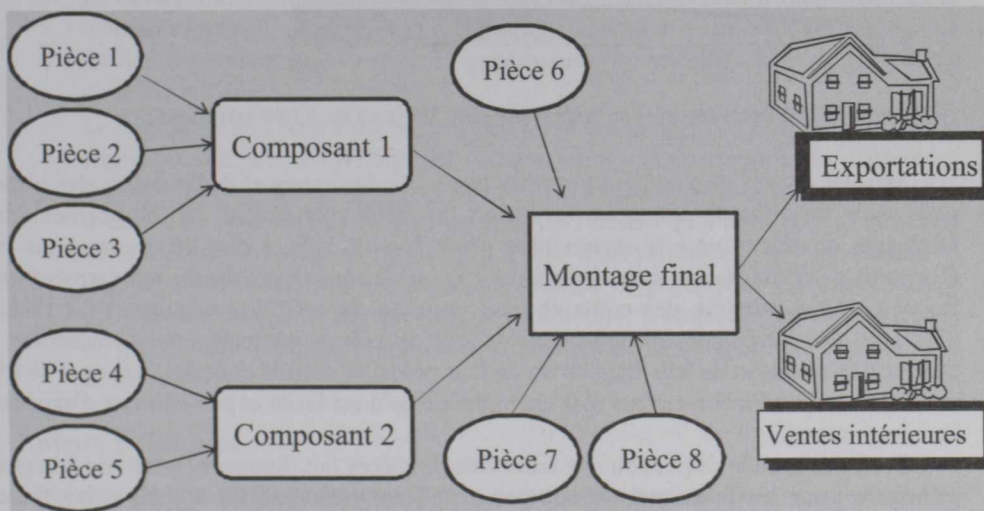 Pièce 1
Pièce 2
Pièce 3
Pièce 4
Pièce 5
Composant 1
Composant 2
Pièce 6
Montage final
Pièce 7
Pièce 8
Exportations
Ventes intérieures